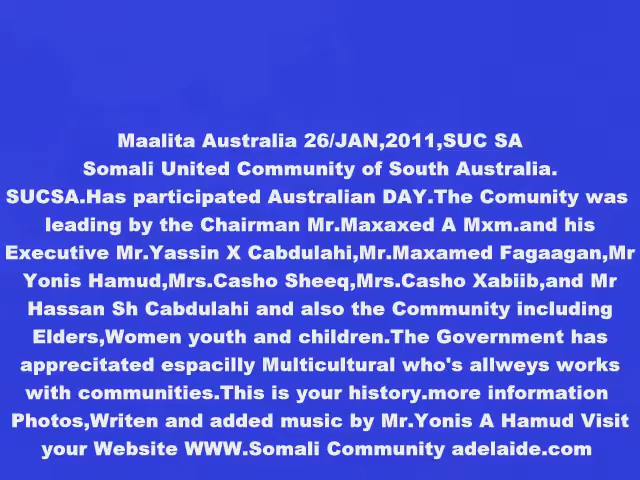 Maalita Australia 26/JAN,2011,SUC SA
Somali United Community of South Australia.
SUCSA.Has participated Australian DAY.The Comunity was
leading by the Chairman Mr.Maxaxed A Mxm.and his
Executive Mr.Yassin X Cabdulahi,Mr.Maxamed Fagaagan,Mr
Yonis Hamud,Mrs.Casho Sheeq,Mrs.Casho Xabiib,and Mr
Hassan Sh Cabdulahi and also the Community including
Elders,Women youth and children.The Government has
apprecitated espacilly Multicultural who's allweys works
with communities.This is your history.more information
Photos,Writen and added music by Mr.Yonis A Hamud Visit
your Website WWW.Somali Community adelaide.com